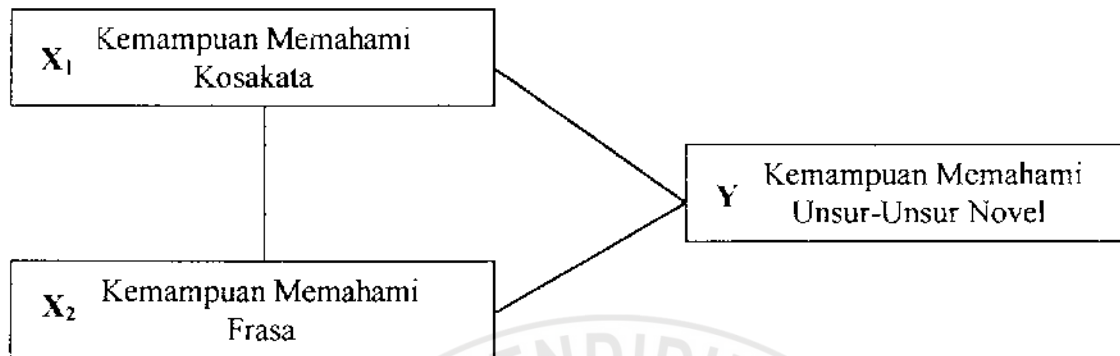 X₁ Kemampuan Memahami
Kosakata
Y Kemampuan Memahami
Unsur-Unsur Novel
X₂ Kemampuan Memahami
Frasa